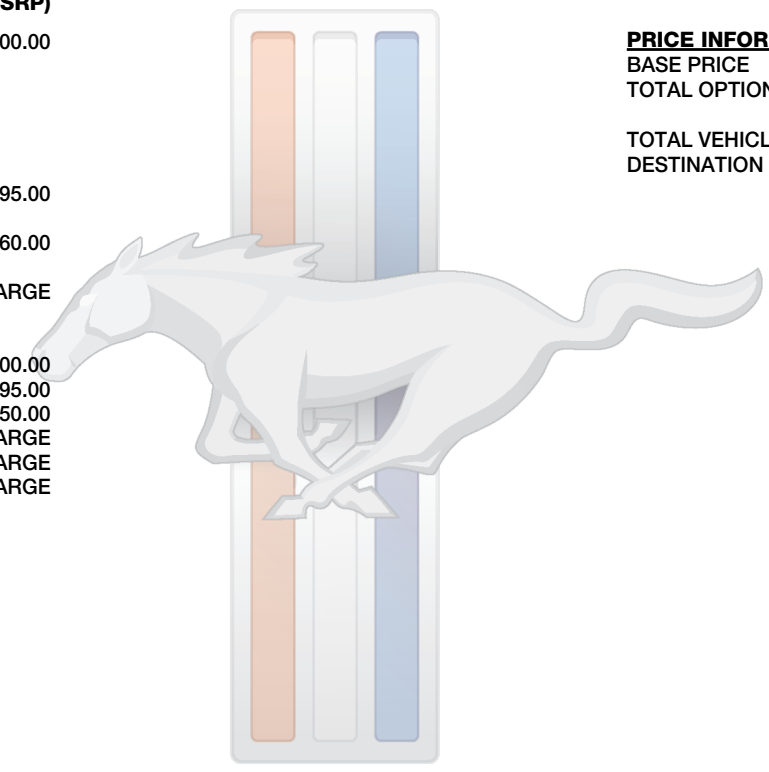 SRP)
00.00
95.00
60.00
ARGE
00.00
95.00
50.00
ARGE
ARGE
ARGE
PRICE INFOR
BASE PRICE
TOTAL OPTION
TOTAL VEHICL
DESTINATION